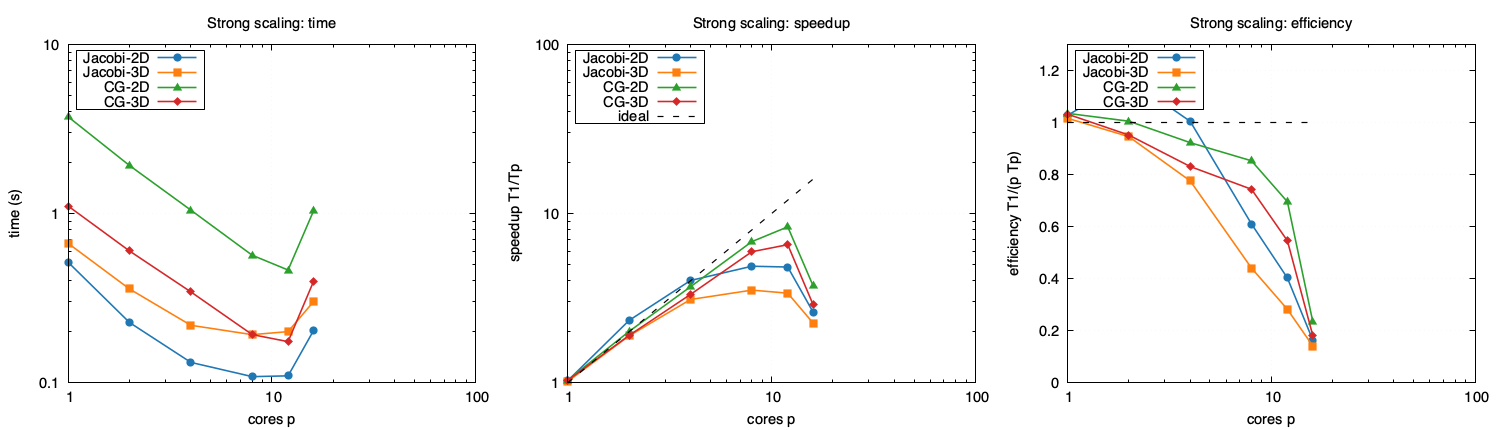 Strong scaling: time
10
1
0.1
1
10
100
time (s)
cores p
Jacobi-2D
Jacobi-3D
CG-2D
CG-3D
Strong scaling: speedup
100
10
1
1
10
100
speedup T1/Tp
cores p
Jacobi-2D
Jacobi-3D
CG-2D
CG-3D
ideal
Strong scaling: efficiency
1.2
1
0.8
0.6
0.4
0.2
0
1
10
100
efficiency T1/(p Tp)
cores p
Jacobi-2D
Jacobi-3D
CG-2D
CG-3D